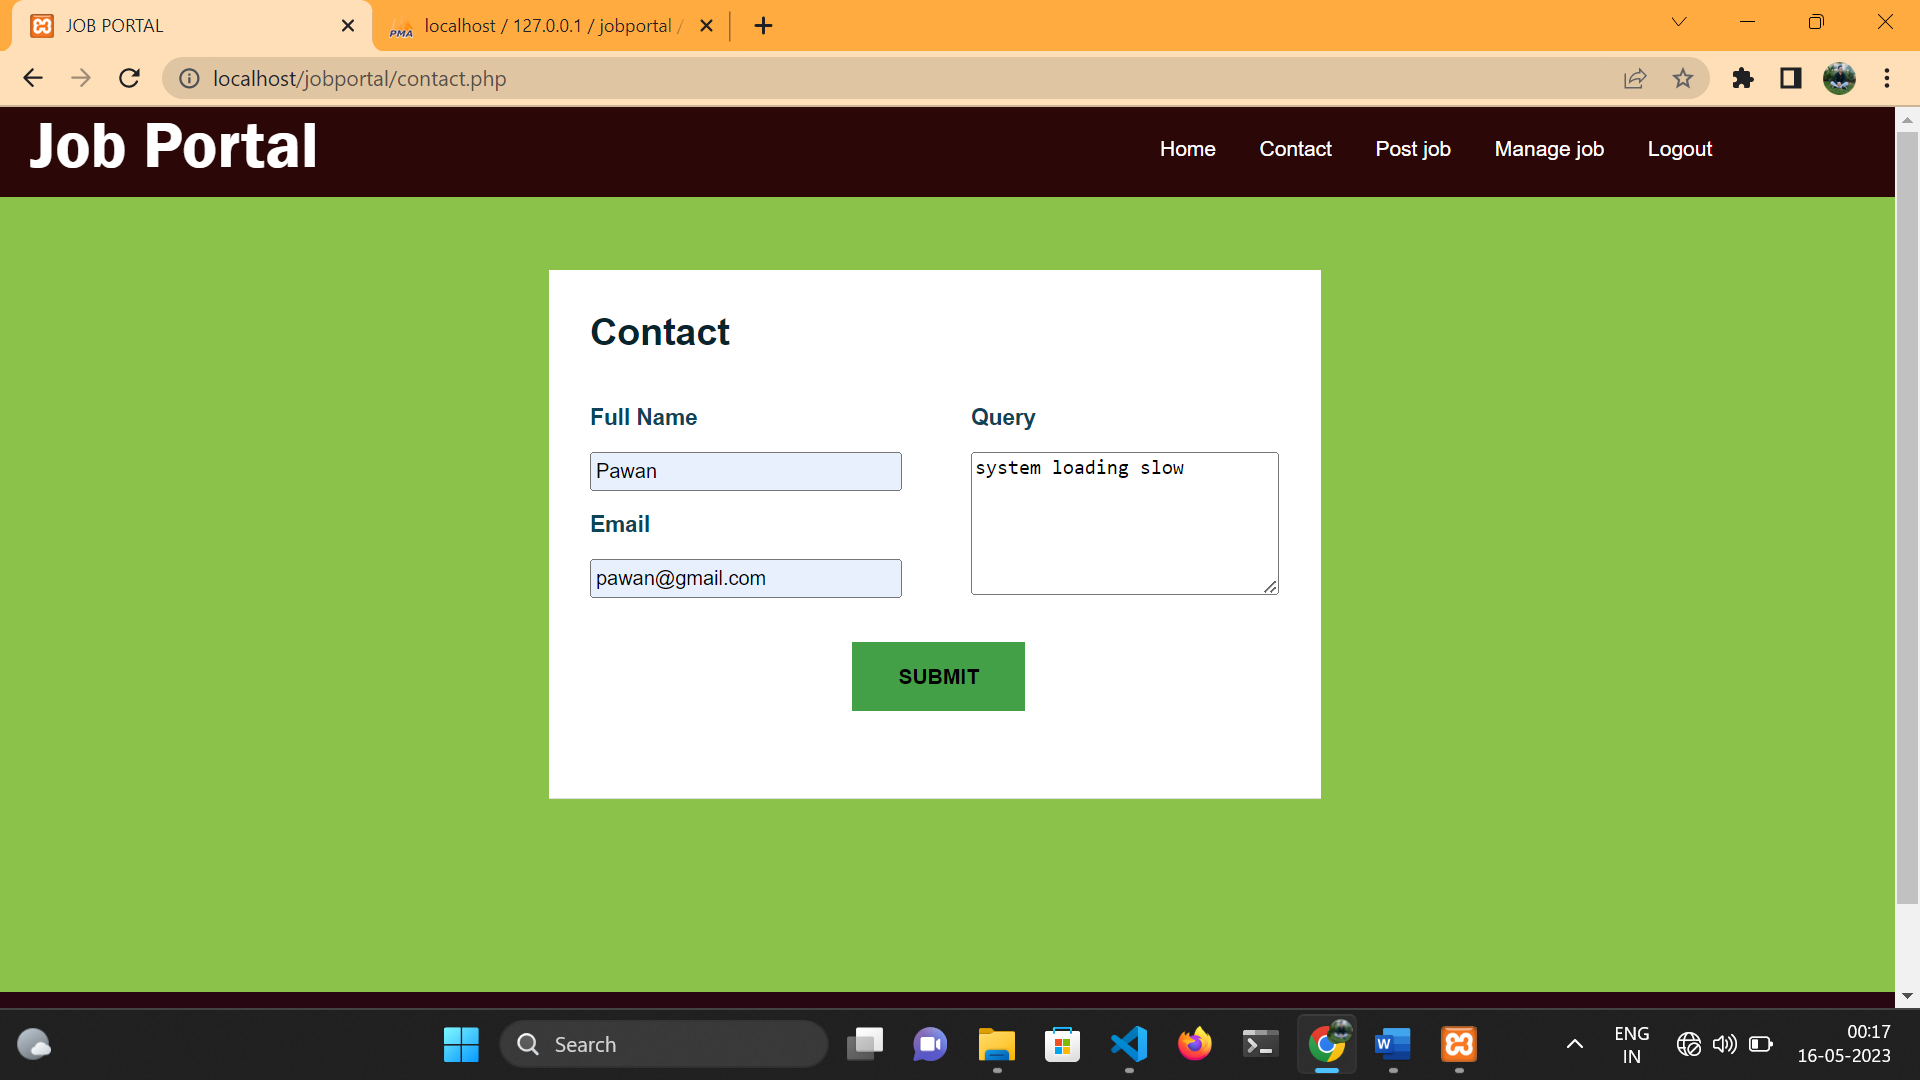 JOB PORTAL
localhost / 127.0.0.1 / jobportal /
localhost/jobportal/contact.php
Job Portal
Home Contact Post job Manage job Logout
Contact
Full Name
Pawan
Email
pawan@gmail.com
Query
system loading slow
SUBMIT
Search
ENG
IN
00:17
16-05-2023
PMA
W